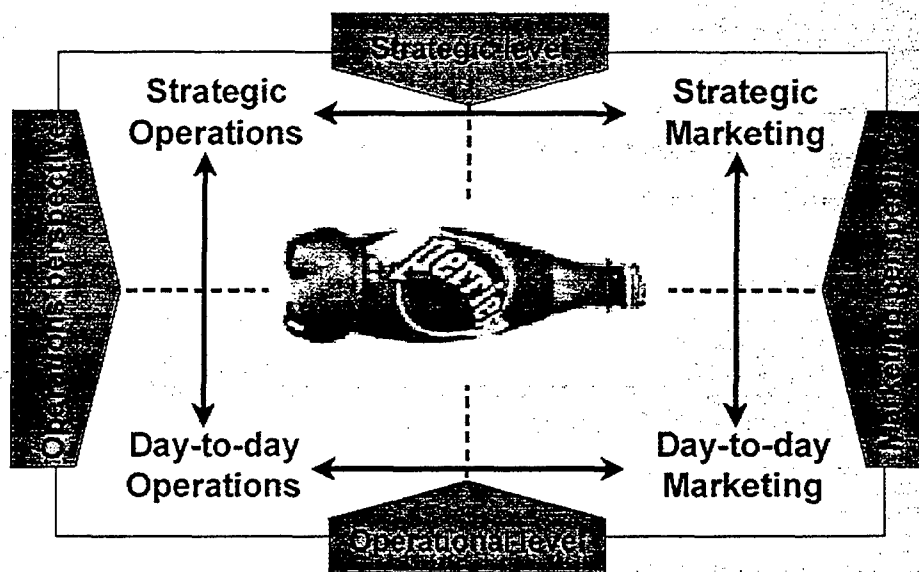 Strategic level
Strategic
Operations
Strategic
Marketing
Operations perspective
Marketing perspective
Perrier
Day-to-day
Operations
Day-to-day
Marketing
Operational level